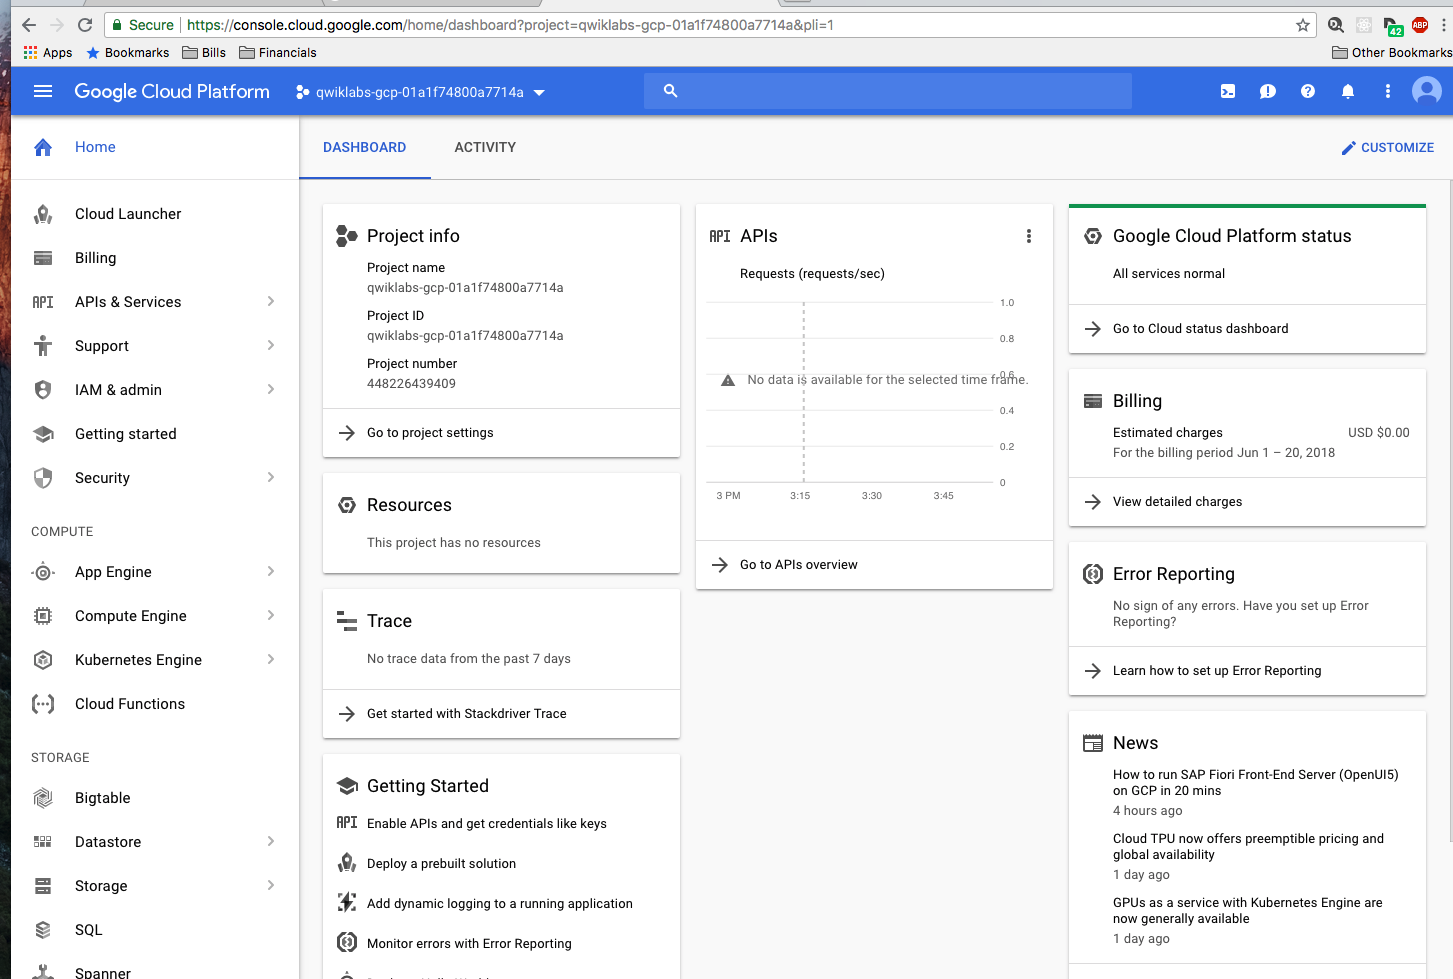 Secure
https://console.cloud.google.com/home/dashboard?project=qwiklabs-gcp-01a1f74800a7714a&pli=1
ABP
42
Apps
Bookmarks
Bills
Financials
Other Bookmarks
Google Cloud Platform
qwiklabs-gcp-01a1f74800a7714a
Home
DASHBOARD
ACTIVITY
CUSTOMIZE
Cloud Launcher
Billing
API
APIs & Services
Support
IAM & admin
Getting started
Security
COMPUTE
App Engine
Compute Engine
Kubernetes Engine
Cloud Functions
STORAGE
Bigtable
Datastore
Storage
SQL
Spanner
Project info
Project name
qwiklabs-gcp-01a1f74800a7714a
Project ID
qwiklabs-gcp-01a1f74800a7714a
Project number
448226439409
Go to project settings
Resources
This project has no resources
Trace
No trace data from the past 7 days
Get started with Stackdriver Trace
Getting Started
API
Enable APIs and get credentials like keys
Deploy a prebuilt solution
Add dynamic logging to a running application
Monitor errors with Error Reporting
API
APIs
Requests (requests/sec)
1.0
0.8
0.6
No data is available for the selected time frame.
0.4
0.2
0
3 PM
3:15
3:30
3:45
Go to APIs overview
Google Cloud Platform status
All services normal
Go to Cloud status dashboard
Billing
Estimated charges
USD $0.00
For the billing period Jun 1 – 20, 2018
View detailed charges
Error Reporting
No sign of any errors. Have you set up Error
Reporting?
Learn how to set up Error Reporting
News
How to run SAP Fiori Front-End Server (OpenUI5)
on GCP in 20 mins
4 hours ago
Cloud TPU now offers preemptible pricing and
global availability
1 day ago
GPUs as a service with Kubernetes Engine are
now generally available
1 day ago